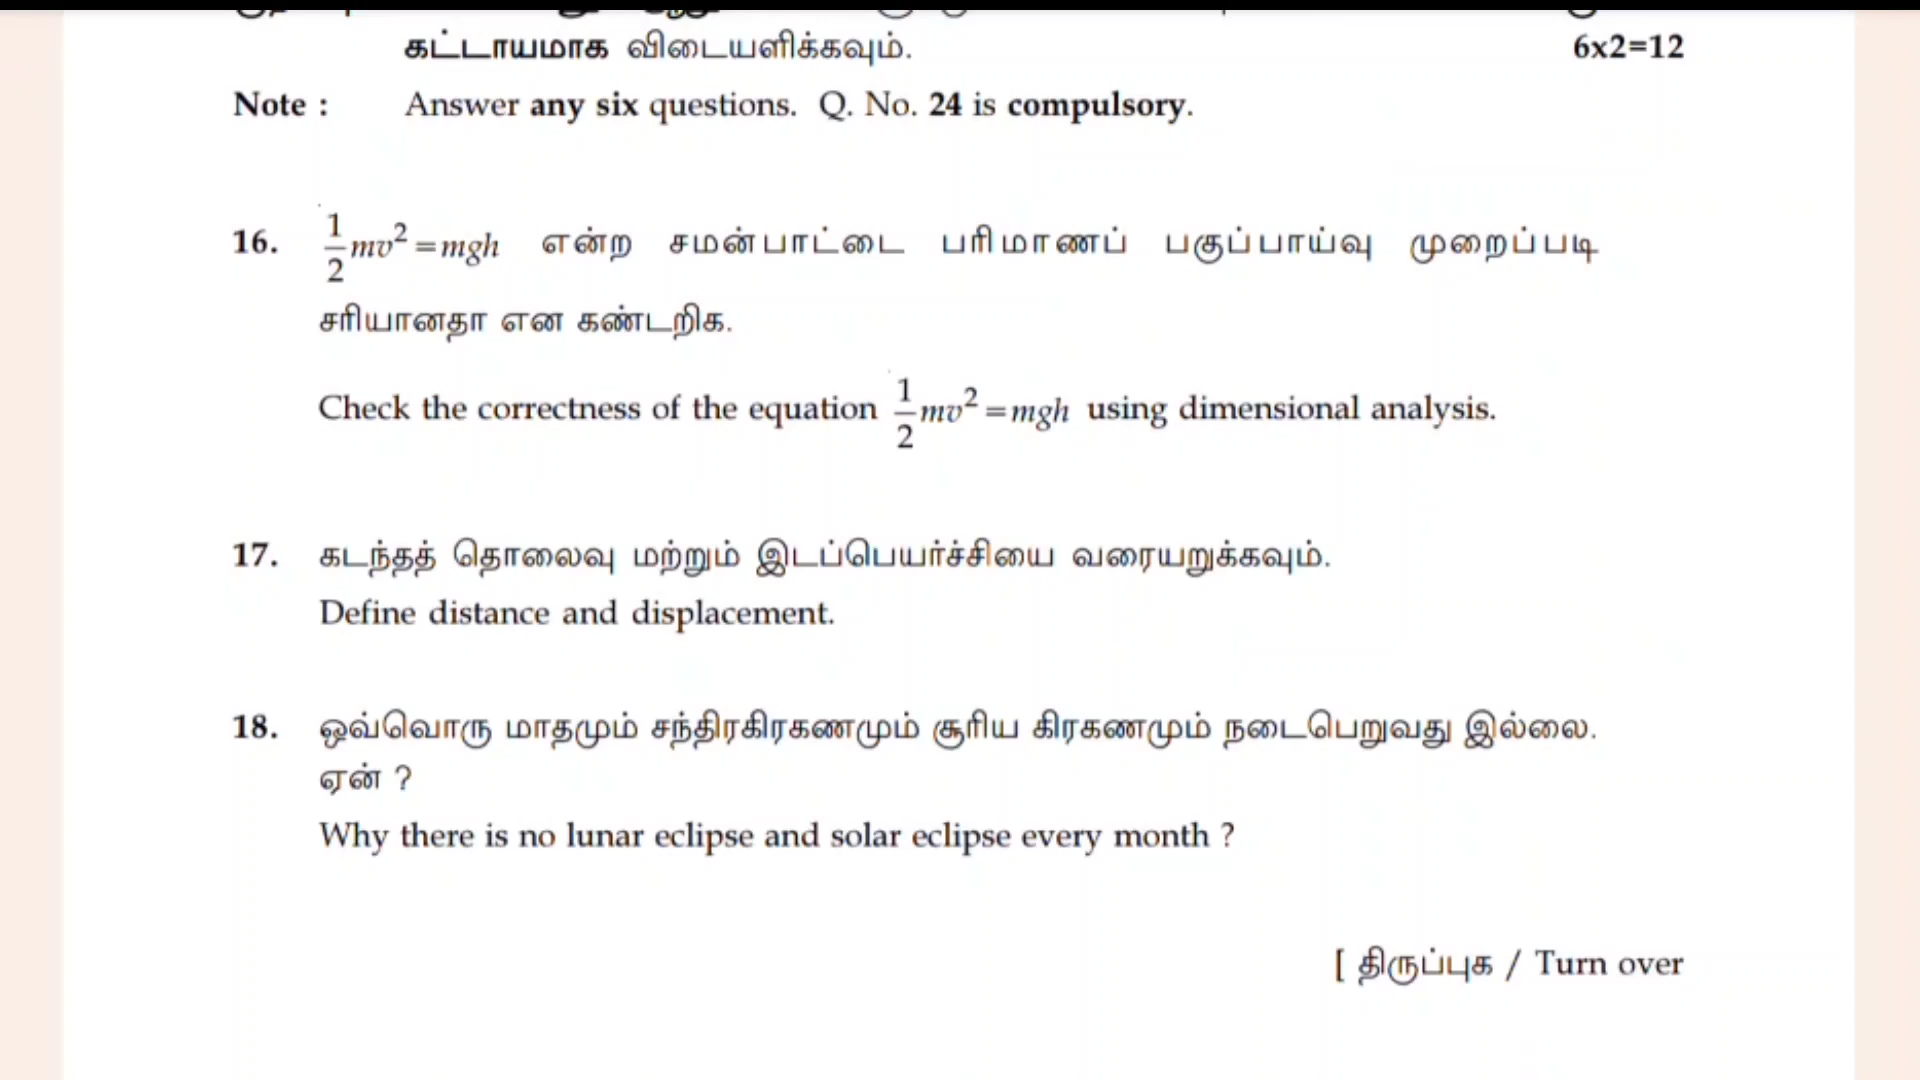 கட்டாயமாக விடையளிக்கவும். 6x2=12
Note : Answer any six questions. Q. No. 24 is compulsory.
16. 1/2 mv² = mgh என்ற சமன்பாட்டை பரிமாணப் பகுப்பாய்வு முறைப்படி
சரியானதா என கண்டறிக.
Check the correctness of the equation 1/2 mv² = mgh using dimensional analysis.
17. கடந்தத் தொலைவு மற்றும் இடப்பெயர்ச்சியை வரையறுக்கவும்.
Define distance and displacement.
18. ஒவ்வொரு மாதமும் சந்திரகிரகணமும் சூரிய கிரகணமும் நடைபெறுவது இல்லை.
ஏன் ?
Why there is no lunar eclipse and solar eclipse every month ?
[ திருப்புக / Turn over